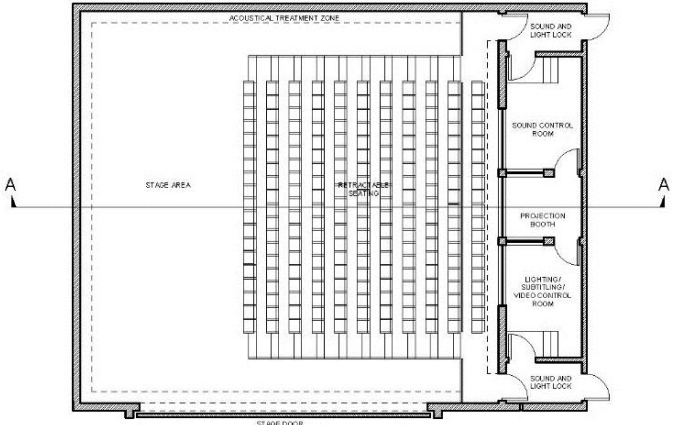 ACOUSTICAL TREATMENT ZONE
SOUND AND
LIGHT LOCK
SOUND CONTROL
ROOM
A
STAGE AREA
RETRACTABLE
SEATING
A
PROJECTION
BOOTH
LIGHTING/
SUBTITLING/
VIDEO CONTROL
ROOM
SOUND AND
LIGHT LOCK
STAGE DOOR